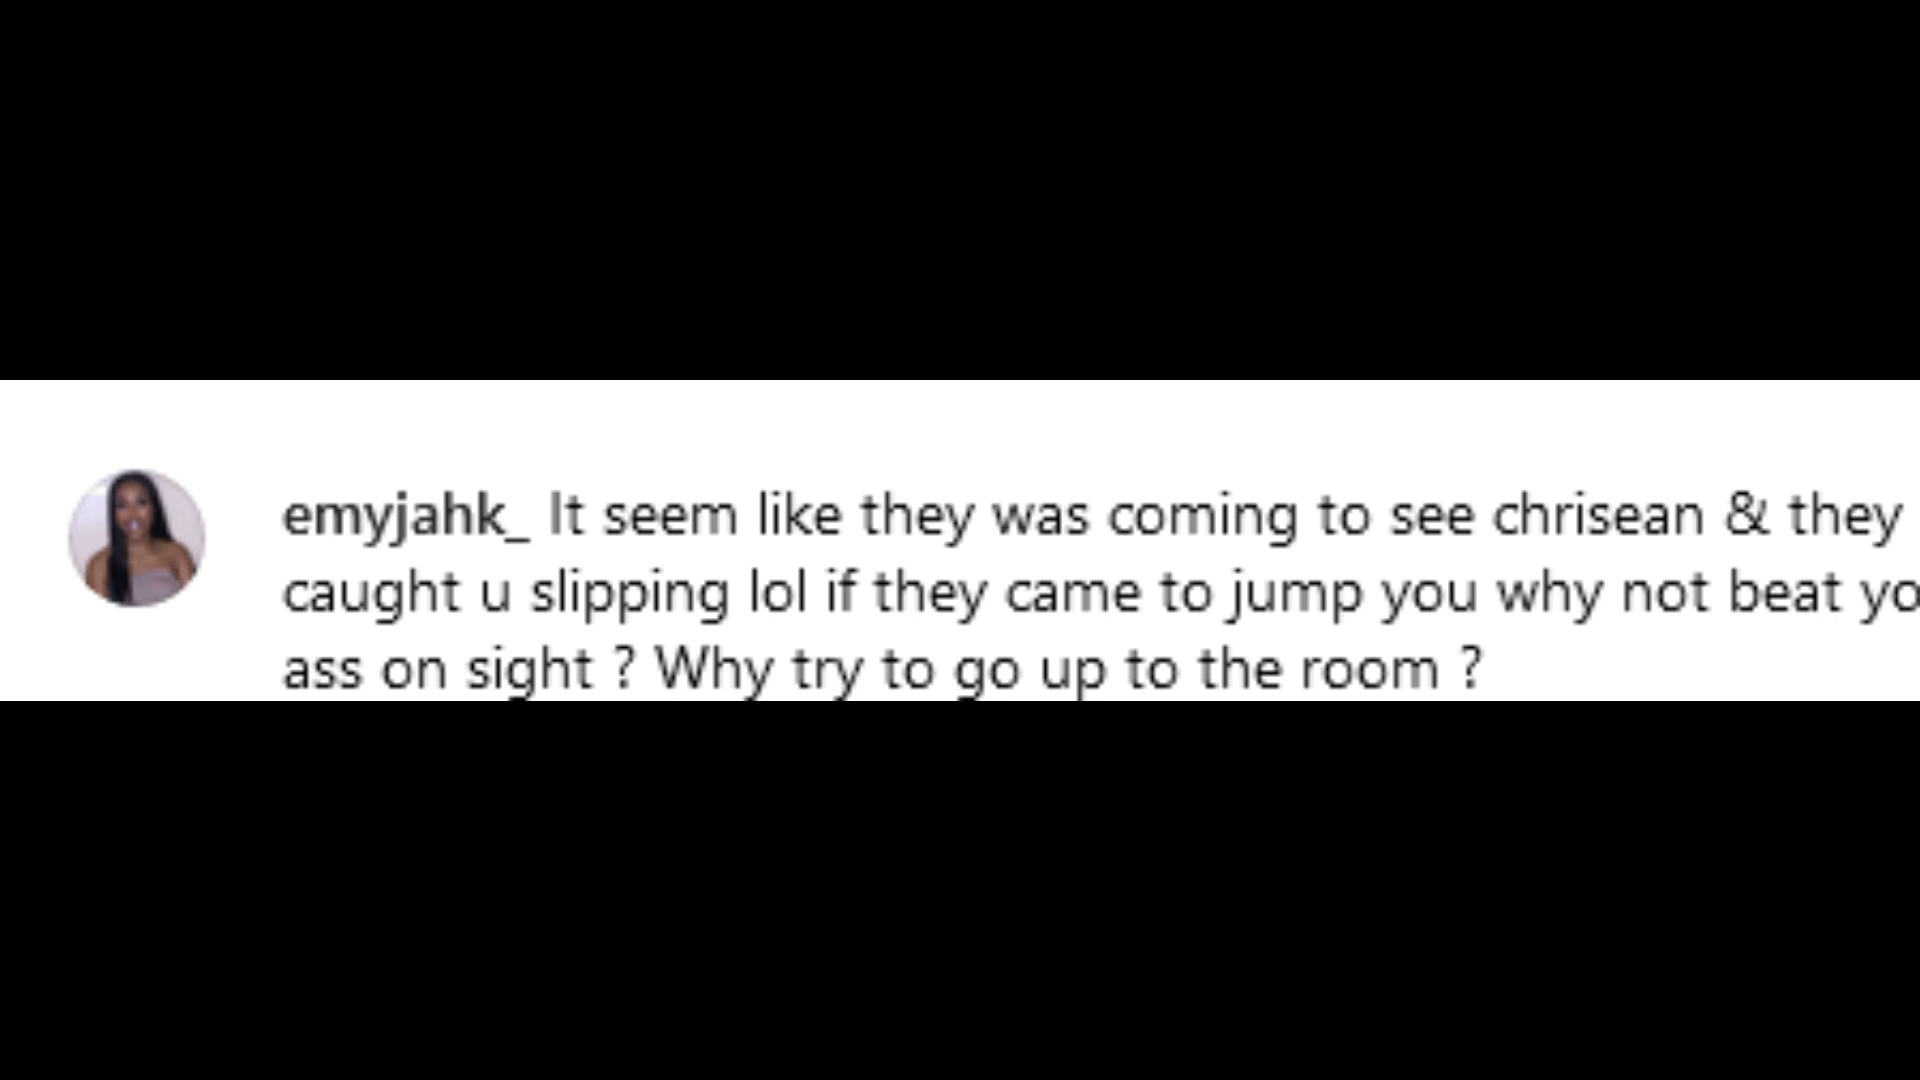 emyjahk_ It seem like they was coming to see chrisean & they
caught u slipping lol if they came to jump you why not beat yo
ass on sight ? Why try to go up to the room ?